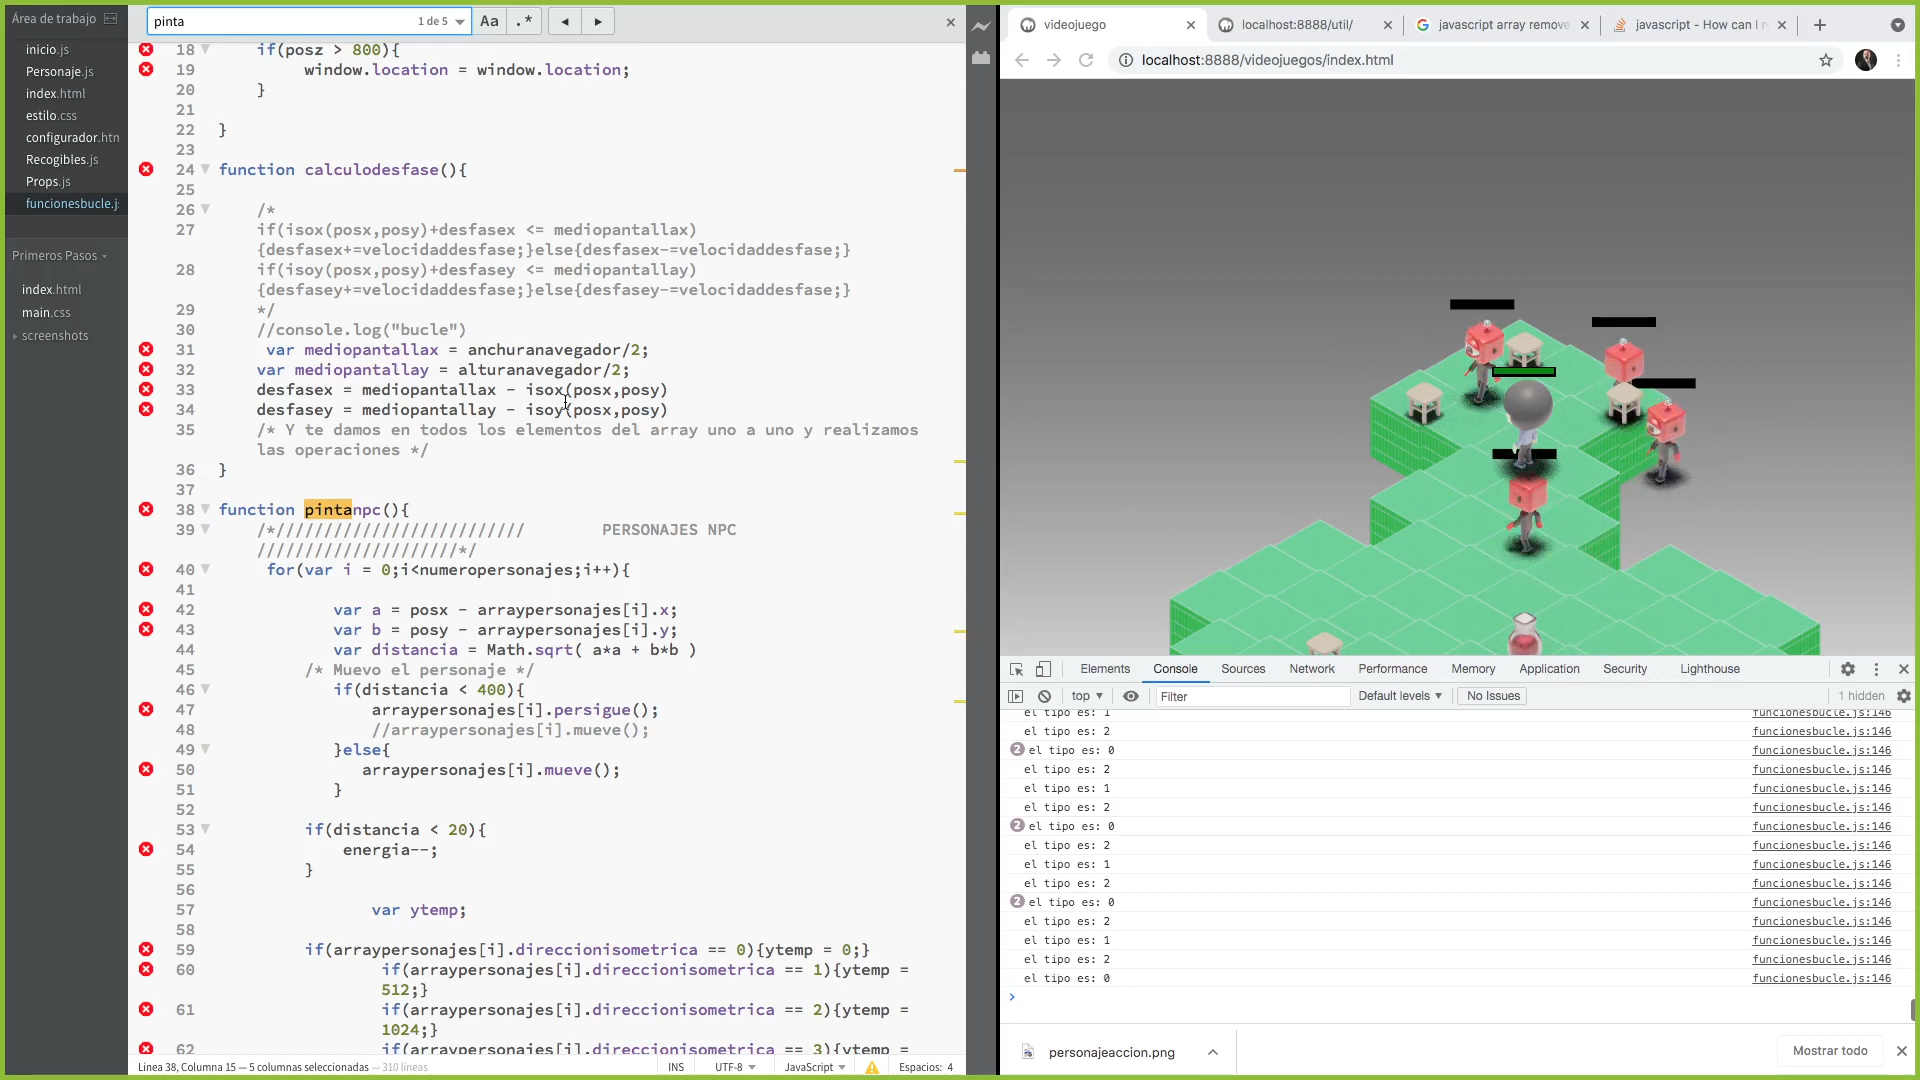 Área de trabajo
inicio.js
Personaje.js
index.html
estilo.css
configurador.htn
Recogibles.js
Props.js
funcionesbucle.js
Primeros Pasos
index.html
main.css
screenshots
pinta
1 de 5
Aa
.*
18 if(posz > 800){
19 window.location = window.location;
20 }
21
22 }
23
24 function calculodesfase(){
25
26 /*
27 if(isox(posx,posy)+desfasex <= mediopantallax)
{desfasex+=velocidaddesfase;}else{desfasex-=velocidaddesfase;}
28 if(isoy(posx,posy)+desfasey <= mediopantallay)
{desfasey+=velocidaddesfase;}else{desfasey-=velocidaddesfase;}
29 */
30 //console.log("bucle")
31 var mediopantallax = anchuranavegador/2;
32 var mediopantallay = alturanavegador/2;
33 desfasex = mediopantallax - isox(posx,posy)
34 desfasey = mediopantallay - isoy(posx,posy)
35 /* Y te damos en todos los elementos del array uno a uno y realizamos
las operaciones */
36 }
37
38 function pintanpc(){
39 /*////////////////////////// PERSONAJES NPC
/////////////////////*/
40 for(var i = 0;i<numeropersonajes;i++){
41
42 var a = posx - arraypersonajes[i].x;
43 var b = posy - arraypersonajes[i].y;
44 var distancia = Math.sqrt( a*a + b*b )
45 /* Muevo el personaje */
46 if(distancia < 400){
47 arraypersonajes[i].persigue();
48 //arraypersonajes[i].mueve();
49 }else{
50 arraypersonajes[i].mueve();
51 }
52
53 if(distancia < 20){
54 energia--;
55 }
56
57 var ytemp;
58
59 if(arraypersonajes[i].direccionisometrica == 0){ytemp = 0;}
60 if(arraypersonajes[i].direccionisometrica == 1){ytemp =
512;}
61 if(arraypersonajes[i].direccionisometrica == 2){ytemp =
1024;}
62 if(arraypersonajes[i].direccionisometrica == 3){ytemp =
Línea 38, Columna 15 — 5 columnas seleccionadas — 310 líneas
INS
UTF-8
JavaScript
Espacios: 4
videojuego
localhost:8888/util/
javascript array remove
javascript - How can I r
localhost:8888/videojuegos/index.html
Elements Console Sources Network Performance Memory Application Security Lighthouse
top
Filter
Default levels
No Issues
1 hidden
el tipo es: 1 funcionesbucle.js:146
el tipo es: 2 funcionesbucle.js:146
2 el tipo es: 0 funcionesbucle.js:146
el tipo es: 2 funcionesbucle.js:146
el tipo es: 1 funcionesbucle.js:146
el tipo es: 2 funcionesbucle.js:146
2 el tipo es: 0 funcionesbucle.js:146
el tipo es: 2 funcionesbucle.js:146
el tipo es: 1 funcionesbucle.js:146
el tipo es: 2 funcionesbucle.js:146
2 el tipo es: 0 funcionesbucle.js:146
el tipo es: 2 funcionesbucle.js:146
el tipo es: 1 funcionesbucle.js:146
el tipo es: 2 funcionesbucle.js:146
el tipo es: 0 funcionesbucle.js:146
personajeaccion.png
Mostrar todo